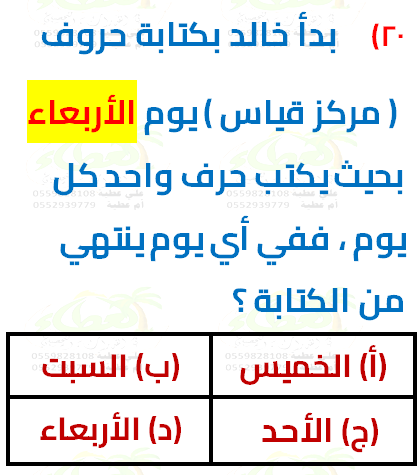 ٢٠) بدأ خالد بكتابة حروف
( مركز قياس ) يوم الأربعاء
بحيث يكتب حرف واحد كل
يوم ، ففي أي يوم ينتهي
من الكتابة ؟
(أ) الخميس (ب) السبت
(ج) الأحد (د) الأربعاء